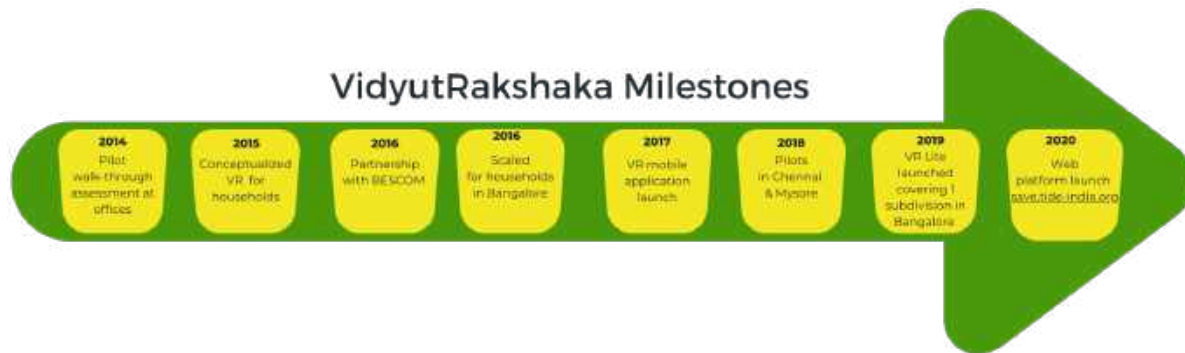 VidyutRakshaka Milestones
2014
Pilot
walk-through
assessment at
offices
2015
Conceptualized
VR for
households
2016
Partnership
with BESCOM
2016
Scaled
for households
in Bangalore
2017
VR mobile
application
launch
2018
Pilots
in Chennai
& Mysore
2019
VR Lite
launched
covering 1
subdivision in
Bangalore
2020
Web
platform launch
save.tide-india.org